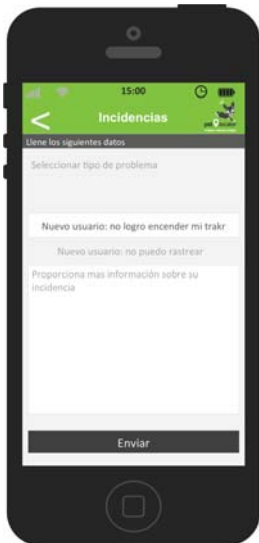 15:00
<
Incidencias
Llene los siguientes datos
Seleccionar tipo de problema
Nuevo usuario: no logro encender mi trakr
Nuevo usuario: no puedo rastrear
Proporciona mas información sobre su
incidencia
Enviar